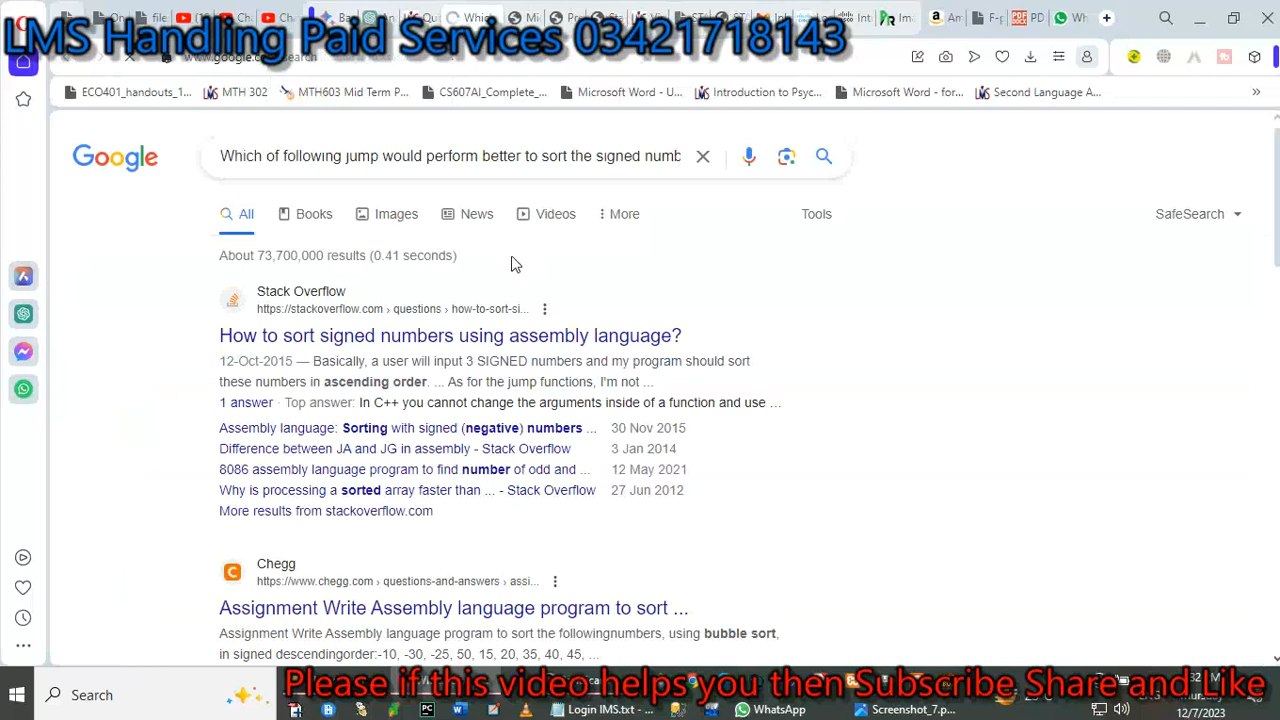 LMS Handling Paid Services 03421718143
www.google.com
ECO401_handouts_1...
MTH 302
MTH603 Mid Term P...
CS607AI_Complete_...
Microsoft Word - U...
Introduction to Psyc...
Microsoft Word - for...
Second Language A...
»
Google
Which of following jump would perform better to sort the signed numb
All
Books
Images
News
Videos
More
Tools
SafeSearch
About 73,700,000 results (0.41 seconds)
Stack Overflow
https://stackoverflow.com › questions › how-to-sort-si...
How to sort signed numbers using assembly language?
12-Oct-2015 — Basically, a user will input 3 SIGNED numbers and my program should sort
these numbers in ascending order. ... As for the jump functions, I'm not ...
1 answer · Top answer: In C++ you cannot change the arguments inside of a function and use ...
Assembly language: Sorting with signed (negative) numbers ... 30 Nov 2015
Difference between JA and JG in assembly - Stack Overflow 3 Jan 2014
8086 assembly language program to find number of odd and ... 12 May 2021
Why is processing a sorted array faster than ... - Stack Overflow 27 Jun 2012
More results from stackoverflow.com
Chegg
https://www.chegg.com › questions-and-answers › assi...
Assignment Write Assembly language program to sort ...
Assignment Write Assembly language program to sort the followingnumbers, using bubble sort,
in signed descendingorder:-10, -30, -25, 50, 15, 20, 35, 40, 45, ...
Please if this video helps you then Subscribe Share and Like
Search
Login IMS.txt - ...
WhatsApp
Screenshot_7.p...
12/7/2023